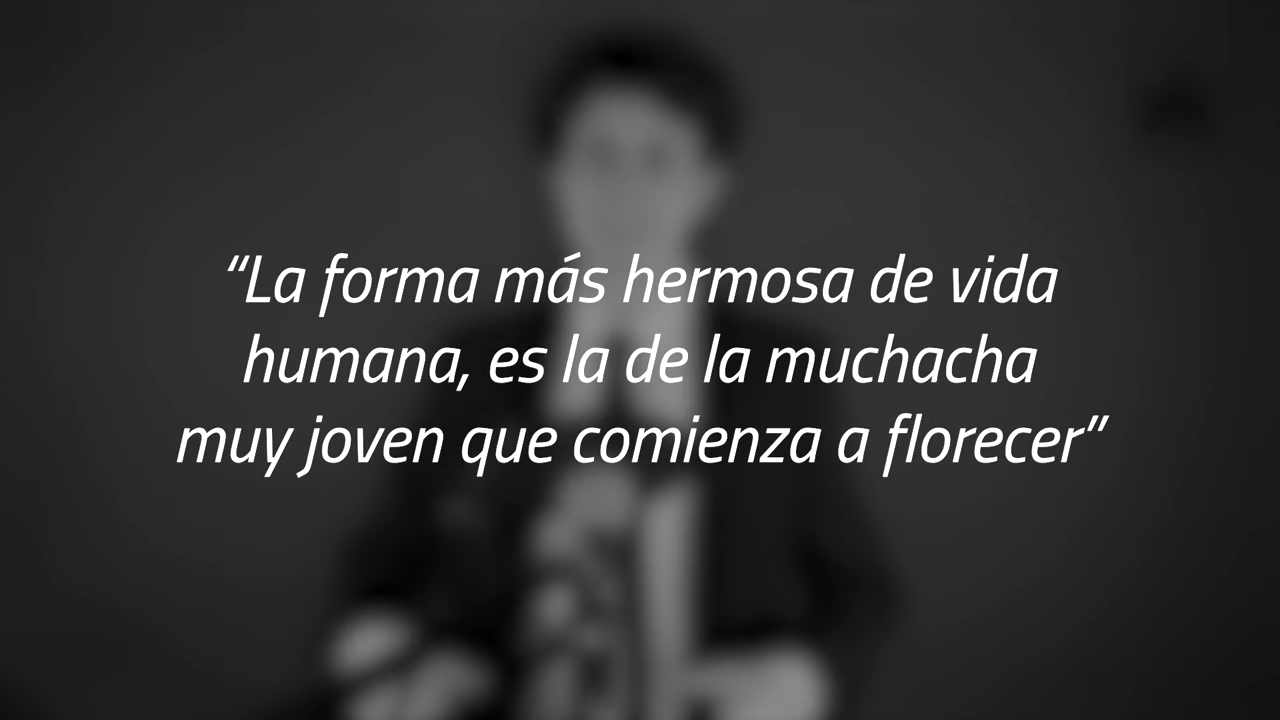 “La forma más hermosa de vida
humana, es la de la muchacha
muy joven que comienza a florecer”